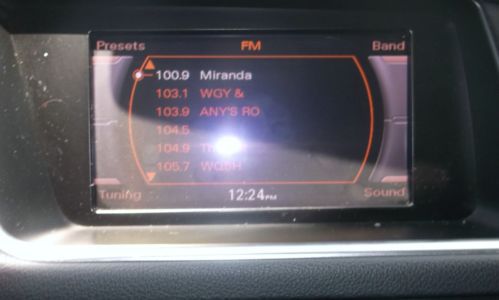 Presets FM Band
100.9 Miranda
103.1 WGY &
103.9 ANY'S RO
104.5
104.9
105.7
Tuning 12:24PM Sound